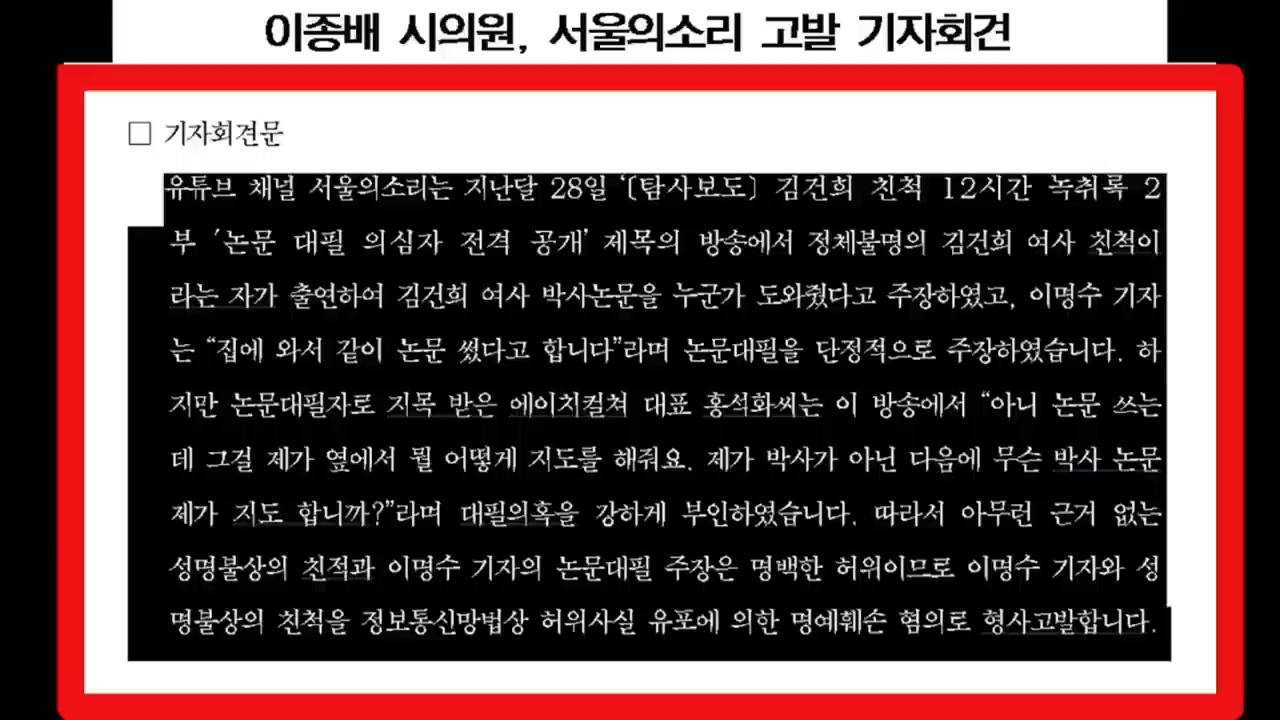 이종배 시의원, 서울의소리 고발 기자회견
□ 기자회견문
유튜브 채널 서울의소리는 지난달 28일 ‘〔탐사보도〕 김건희 친척 12시간 녹취록 2
부 ′논문 대필 의심자 전격 공개’ 제목의 방송에서 정체불명의 김건희 여사 친척이
라는 자가 출연하여 김건희 여사 박사논문을 누군가 도와줬다고 주장하였고, 이명수 기자
는 “집에 와서 같이 논문 썼다고 합니다”라며 논문대필을 단정적으로 주장하였습니다. 하
지만 논문대필자로 지목 받은 에이치컬쳐 대표 홍석화씨는 이 방송에서 “아니 논문 쓰는
데 그걸 제가 옆에서 뭘 어떻게 지도를 해줘요. 제가 박사가 아닌 다음에 무슨 박사 논문
제가 지도 합니까?”라며 대필의혹을 강하게 부인하였습니다. 따라서 아무런 근거 없는
성명불상의 친적과 이명수 기자의 논문대필 주장은 명백한 허위이므로 이명수 기자와 성
명불상의 친척을 정보통신망법상 허위사실 유포에 의한 명예훼손 혐의로 형사고발합니다.